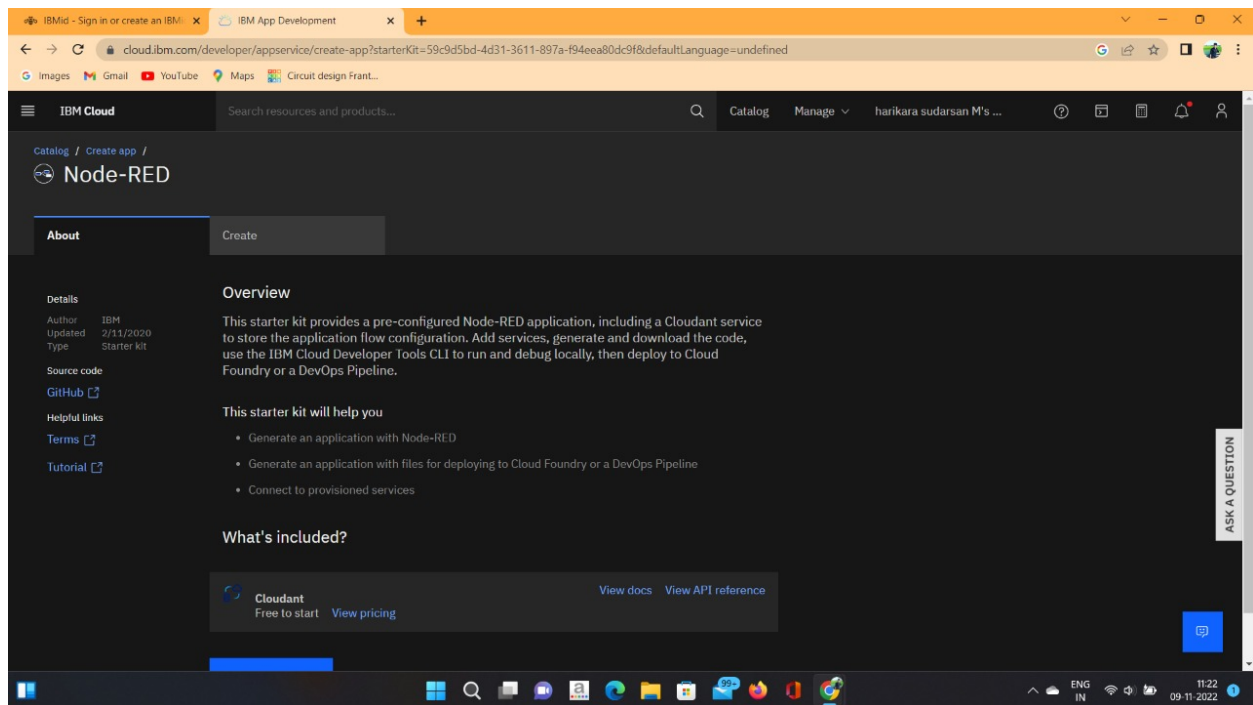 IBMid - Sign in or create an IBMi
IBM App Development
cloud.ibm.com/developer/appservice/create-app?starterKit=59c9d5bd-4d31-3611-897a-f94eea80dc9f&defaultLanguage=undefined
Images Gmail YouTube Maps Circuit design Frant...
IBM Cloud Search resources and products... Catalog Manage harikara sudarsan M's ...
Catalog / Create app /
Node-RED
About Create
Details
Author IBM
Updated 2/11/2020
Type Starter kit
Source code
GitHub
Helpful links
Terms
Tutorial
Overview
This starter kit provides a pre-configured Node-RED application, including a Cloudant service
to store the application flow configuration. Add services, generate and download the code,
use the IBM Cloud Developer Tools CLI to run and debug locally, then deploy to Cloud
Foundry or a DevOps Pipeline.
This starter kit will help you
• Generate an application with Node-RED
• Generate an application with files for deploying to Cloud Foundry or a DevOps Pipeline
• Connect to provisioned services
What's included?
Cloudant View docs View API reference
Free to start View pricing
ASK A QUESTION
99+
ENG
IN
11:22
09-11-2022
1